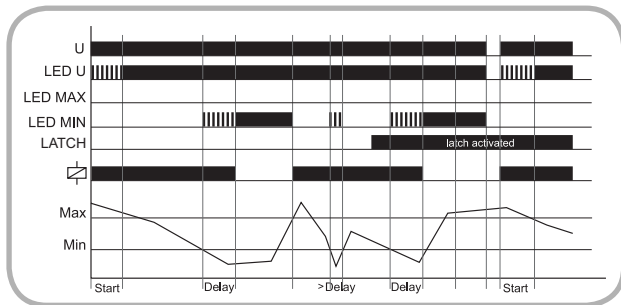 U
LED U
LED MAX
LED MIN
LATCH
latch activated
Max
Min
Start Delay >Delay Delay Start